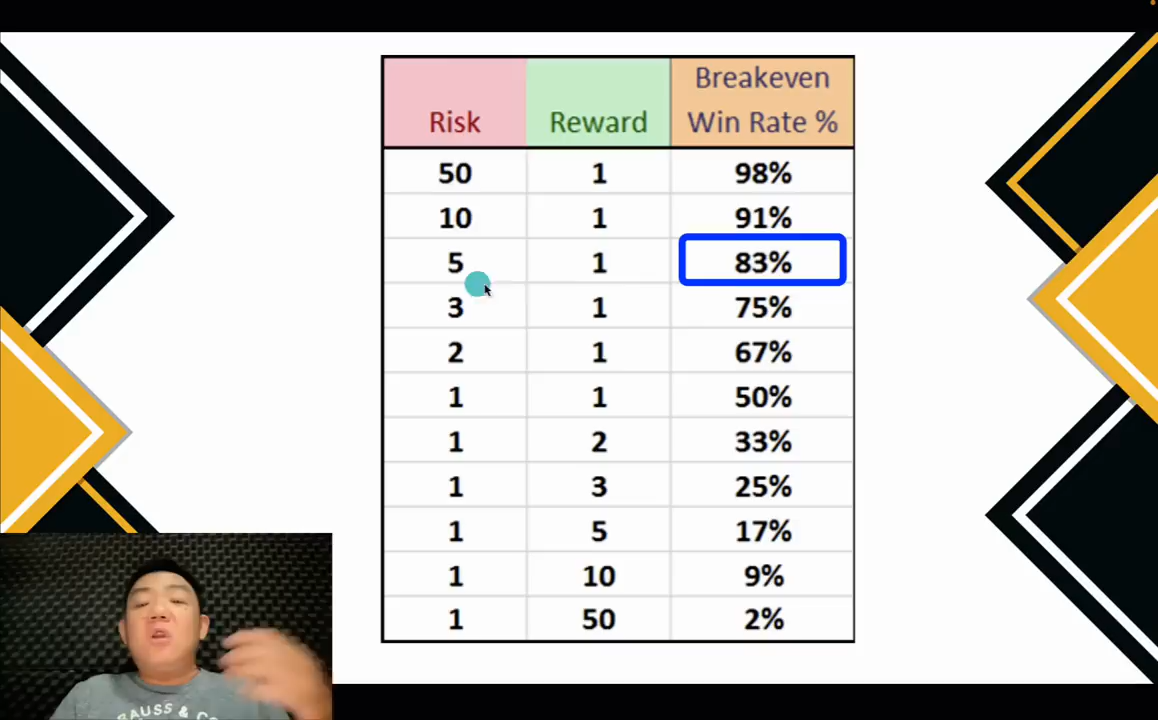 Risk Reward Breakeven Win Rate %
50 1 98%
10 1 91%
5 1 83%
3 1 75%
2 1 67%
1 1 50%
1 2 33%
1 3 25%
1 5 17%
1 10 9%
1 50 2%